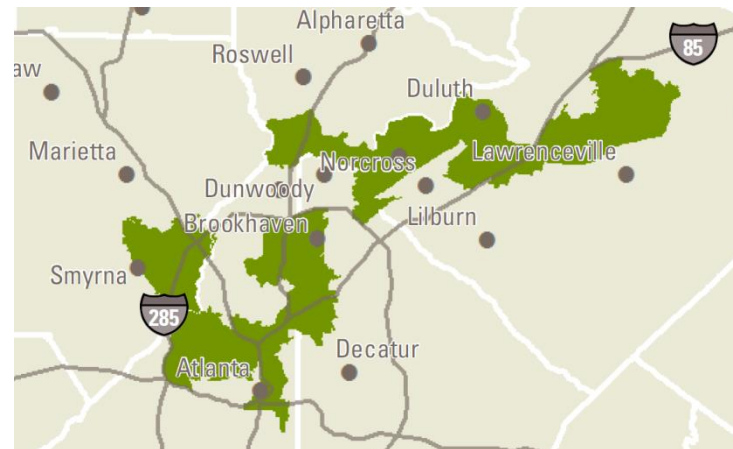 Alpharetta
Roswell
85
aw
Duluth
Marietta
Norcross
Lawrenceville
Dunwoody
Brookhaven
Lilburn
Smyrna
285
Atlanta
Decatur